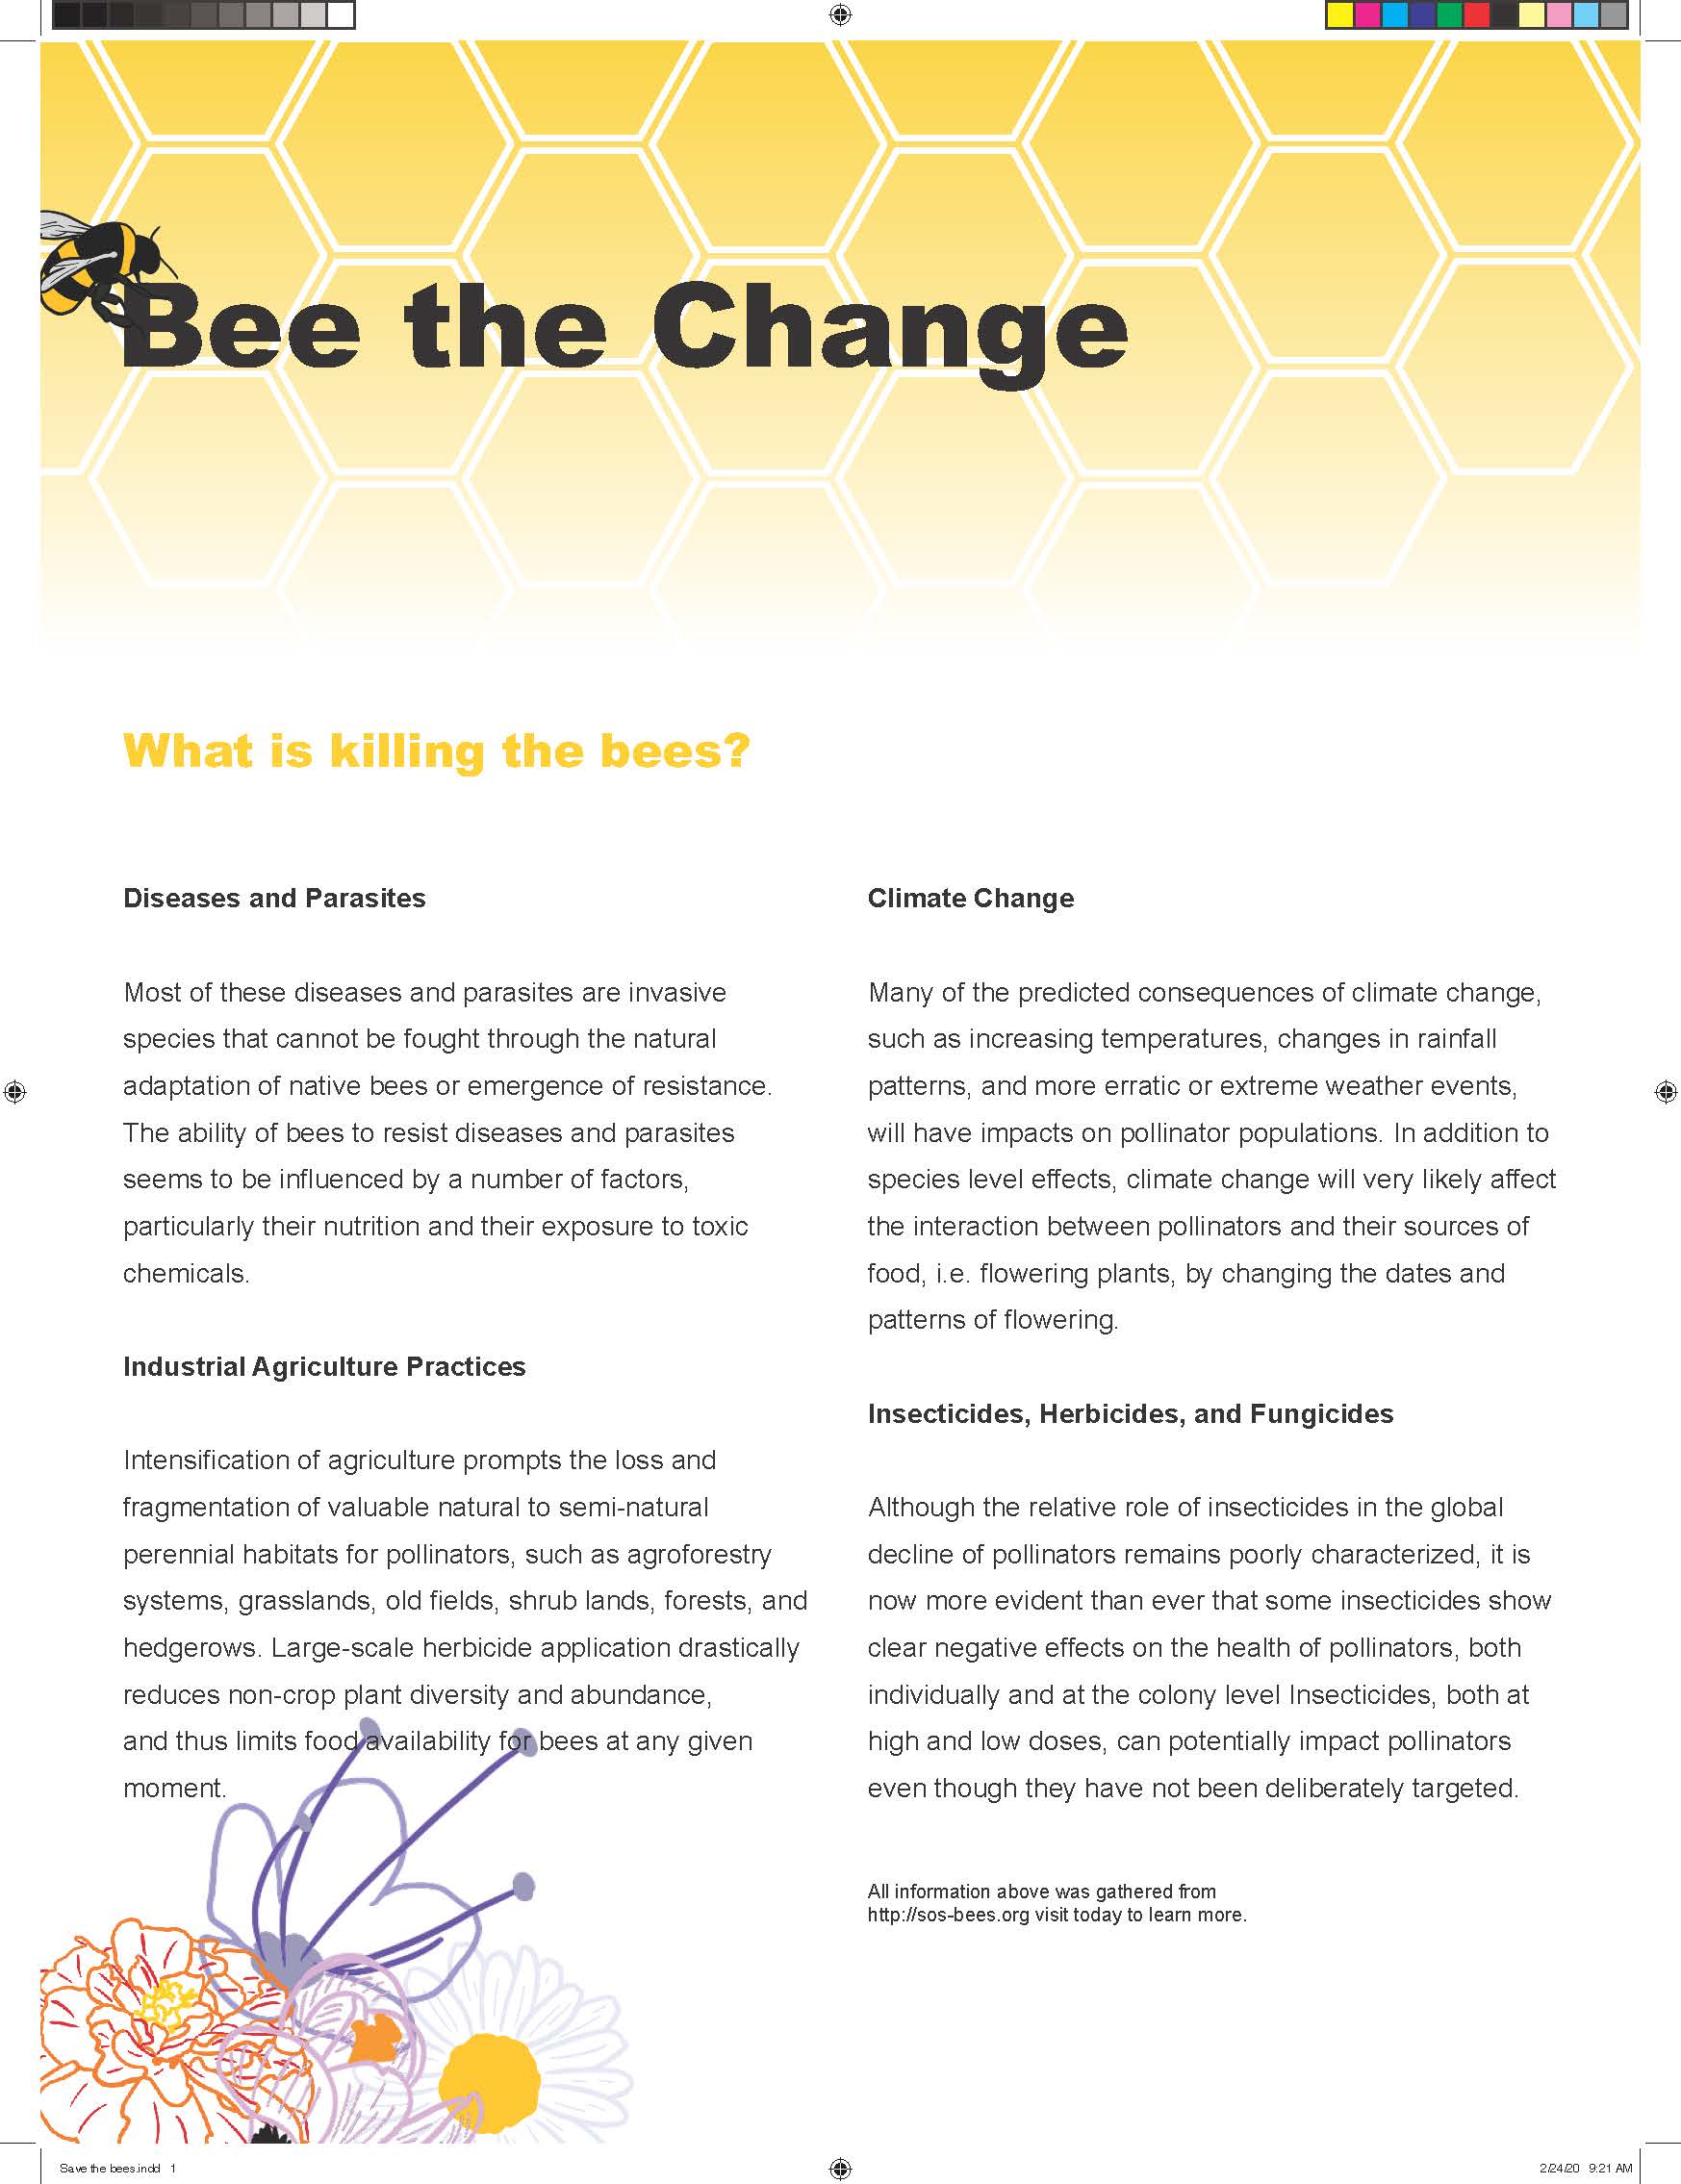 Bee the Change
What is killing the bees?
Diseases and Parasites
Most of these diseases and parasites are invasive
species that cannot be fought through the natural
adaptation of native bees or emergence of resistance.
The ability of bees to resist diseases and parasites
seems to be influenced by a number of factors,
particularly their nutrition and their exposure to toxic
chemicals.
Industrial Agriculture Practices
Intensification of agriculture prompts the loss and
fragmentation of valuable natural to semi-natural
perennial habitats for pollinators, such as agroforestry
systems, grasslands, old fields, shrub lands, forests, and
hedgerows. Large-scale herbicide application drastically
reduces non-crop plant diversity and abundance,
and thus limits food availability for bees at any given
moment.
Climate Change
Many of the predicted consequences of climate change,
such as increasing temperatures, changes in rainfall
patterns, and more erratic or extreme weather events,
will have impacts on pollinator populations. In addition to
species level effects, climate change will very likely affect
the interaction between pollinators and their sources of
food, i.e. flowering plants, by changing the dates and
patterns of flowering.
Insecticides, Herbicides, and Fungicides
Although the relative role of insecticides in the global
decline of pollinators remains poorly characterized, it is
now more evident than ever that some insecticides show
clear negative effects on the health of pollinators, both
individually and at the colony level Insecticides, both at
high and low doses, can potentially impact pollinators
even though they have not been deliberately targeted.
All information above was gathered from
http://sos-bees.org visit today to learn more.
Save the bees.indd 1
2/24/20 9:21 AM